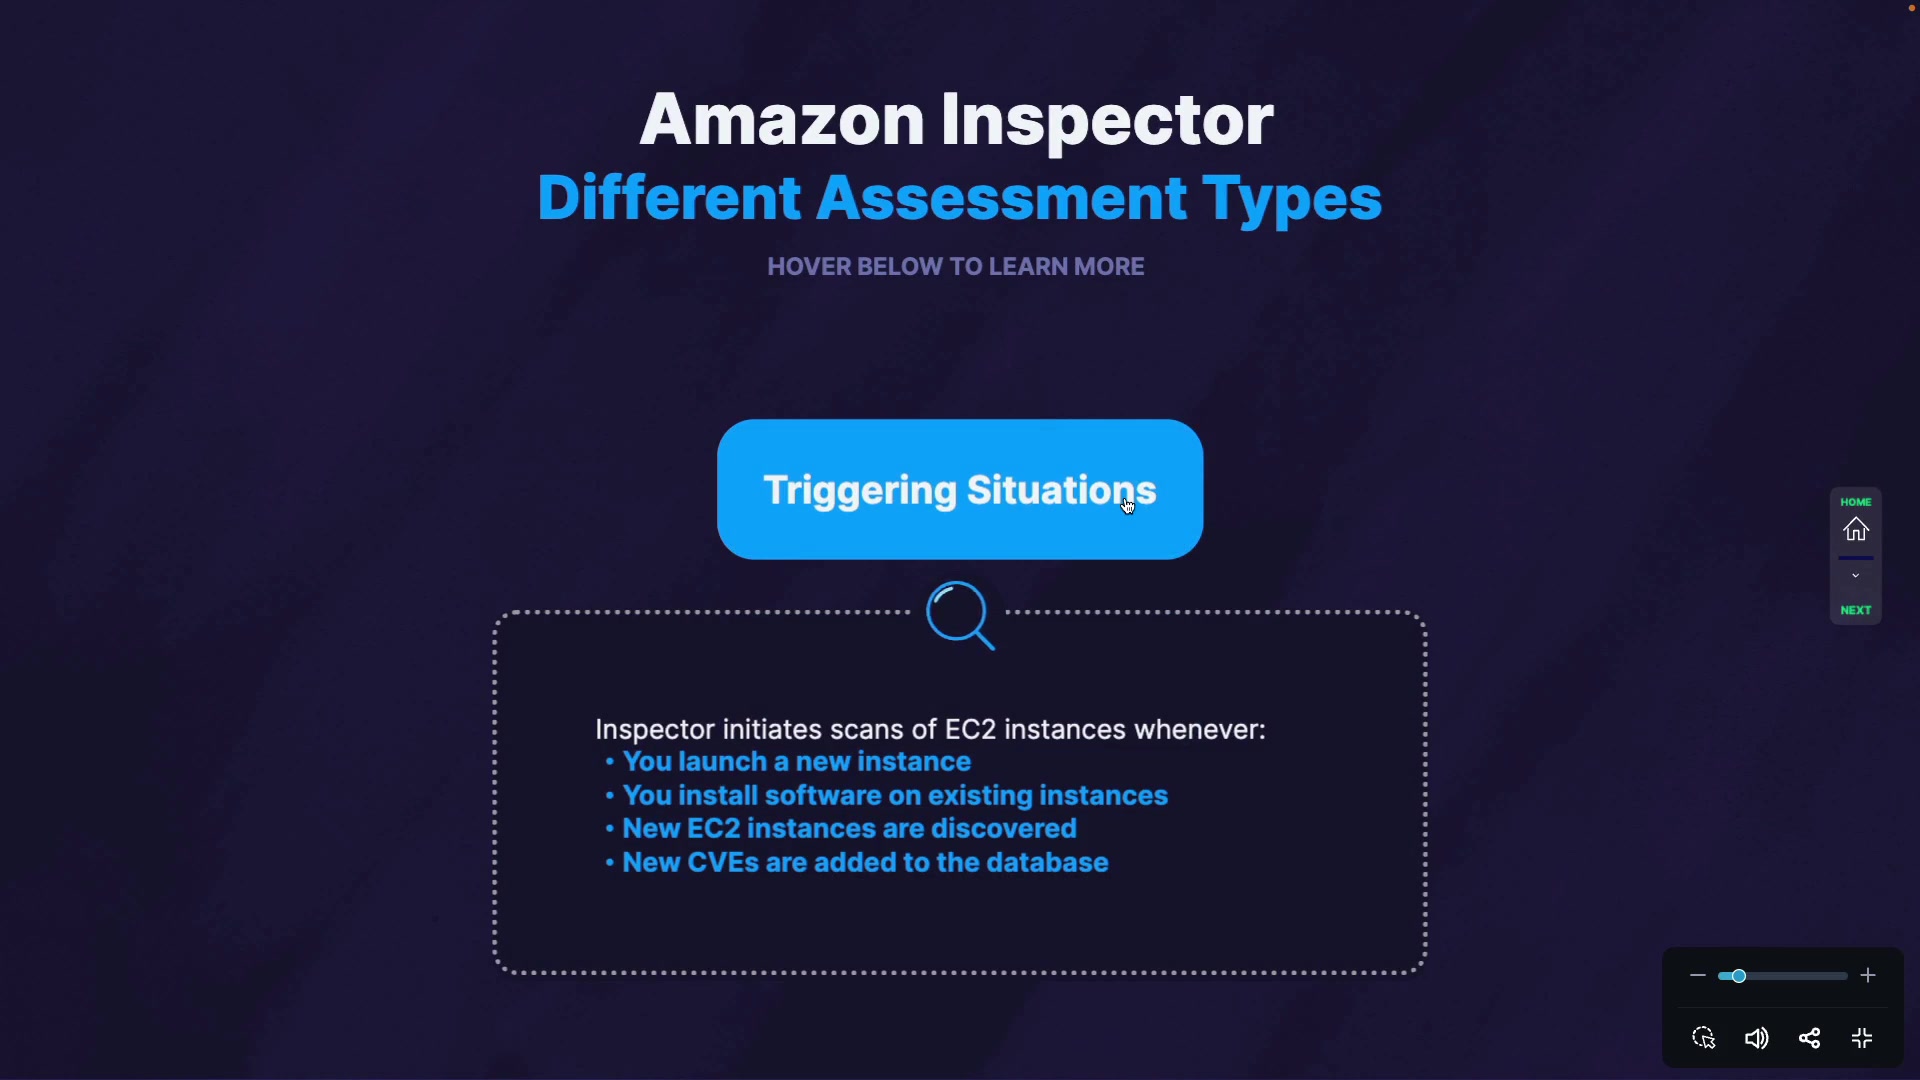 Amazon Inspector
Different Assessment Types
HOVER BELOW TO LEARN MORE
Triggering Situations
Inspector initiates scans of EC2 instances whenever:
• You launch a new instance
• You install software on existing instances
• New EC2 instances are discovered
• New CVEs are added to the database
HOME
NEXT